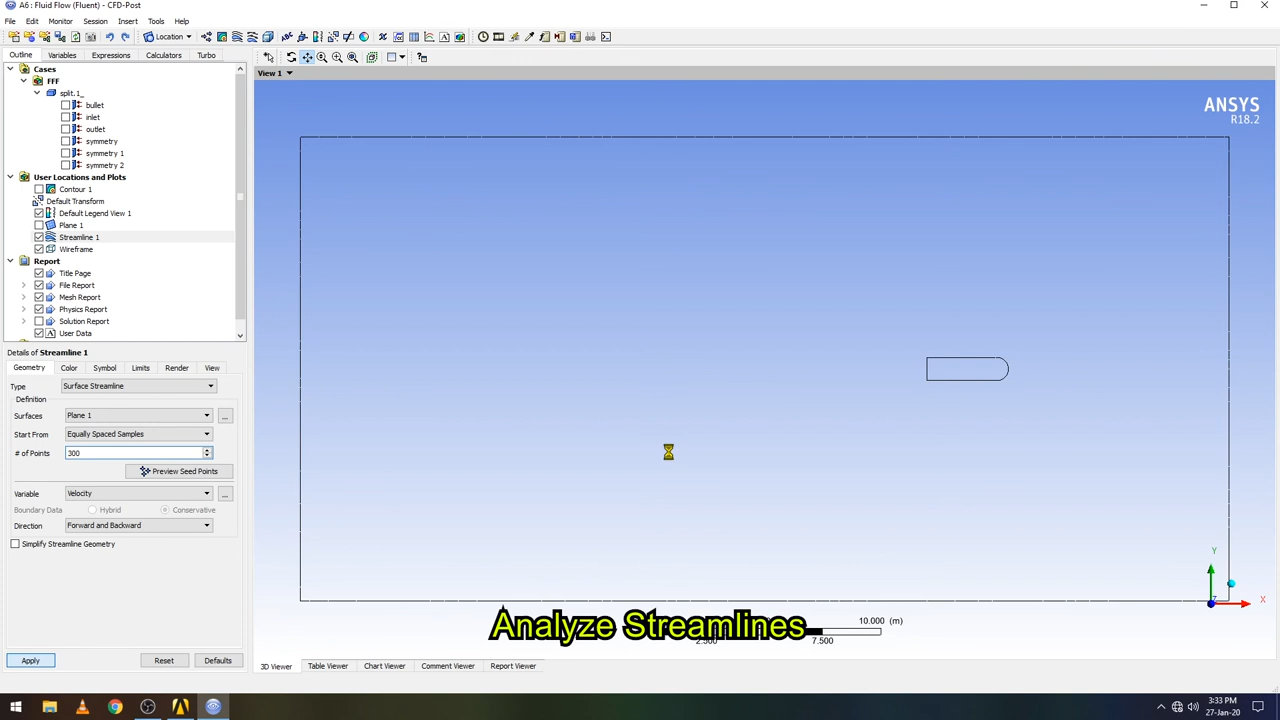 A6 : Fluid Flow (Fluent) - CFD-Post
File Edit Monitor Session Insert Tools Help
Location
Outline Variables Expressions Calculators Turbo
View 1
Cases
FFF
split.1_
bullet
inlet
outlet
symmetry
symmetry 1
symmetry 2
User Locations and Plots
Contour 1
Default Transform
Default Legend View 1
Plane 1
Streamline 1
Wireframe
Report
Title Page
File Report
Mesh Report
Physics Report
Solution Report
User Data
Details of Streamline 1
Geometry Color Symbol Limits Render View
Type Surface Streamline
Definition
Surfaces Plane 1 ...
Start From Equally Spaced Samples
# of Points 300
Preview Seed Points
Variable Velocity ...
Boundary Data Hybrid Conservative
Direction Forward and Backward
Simplify Streamline Geometry
Apply Reset Defaults
ANSYS
R18.2
Y
X
Z
10.000 (m)
2.500 7.500
Analyze Streamlines
3D Viewer Table Viewer Chart Viewer Comment Viewer Report Viewer
3:33 PM
27-Jan-20